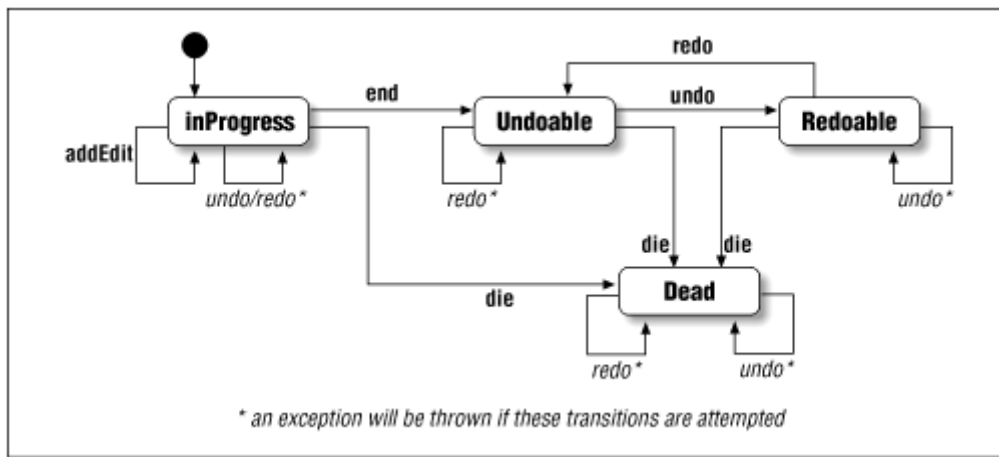 redo
end
undo
inProgress
Undoable
Redoable
addEdit
undo/redo*
redo*
undo*
die
die
Dead
die
redo*
undo*
* an exception will be thrown if these transitions are attempted